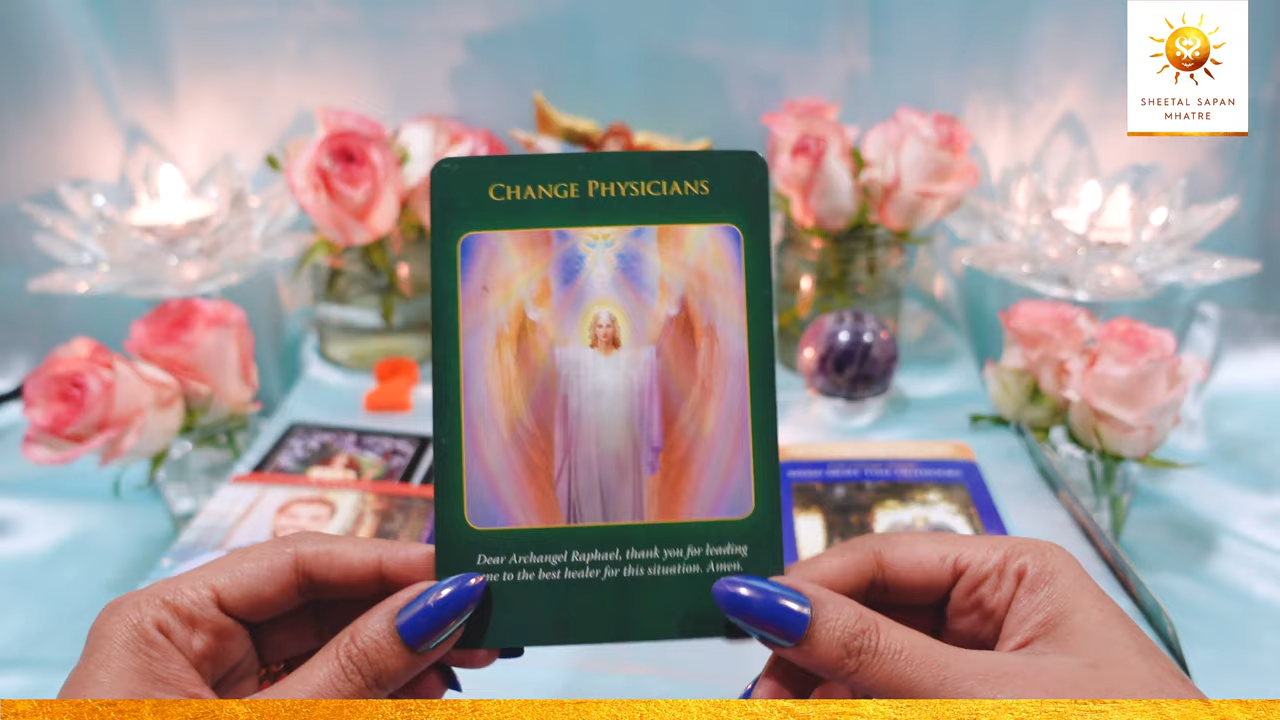 SHEETAL SAPAN
MHATRE
CHANGE PHYSICIANS
Dear Archangel Raphael, thank you for leading
me to the best healer for this situation. Amen.